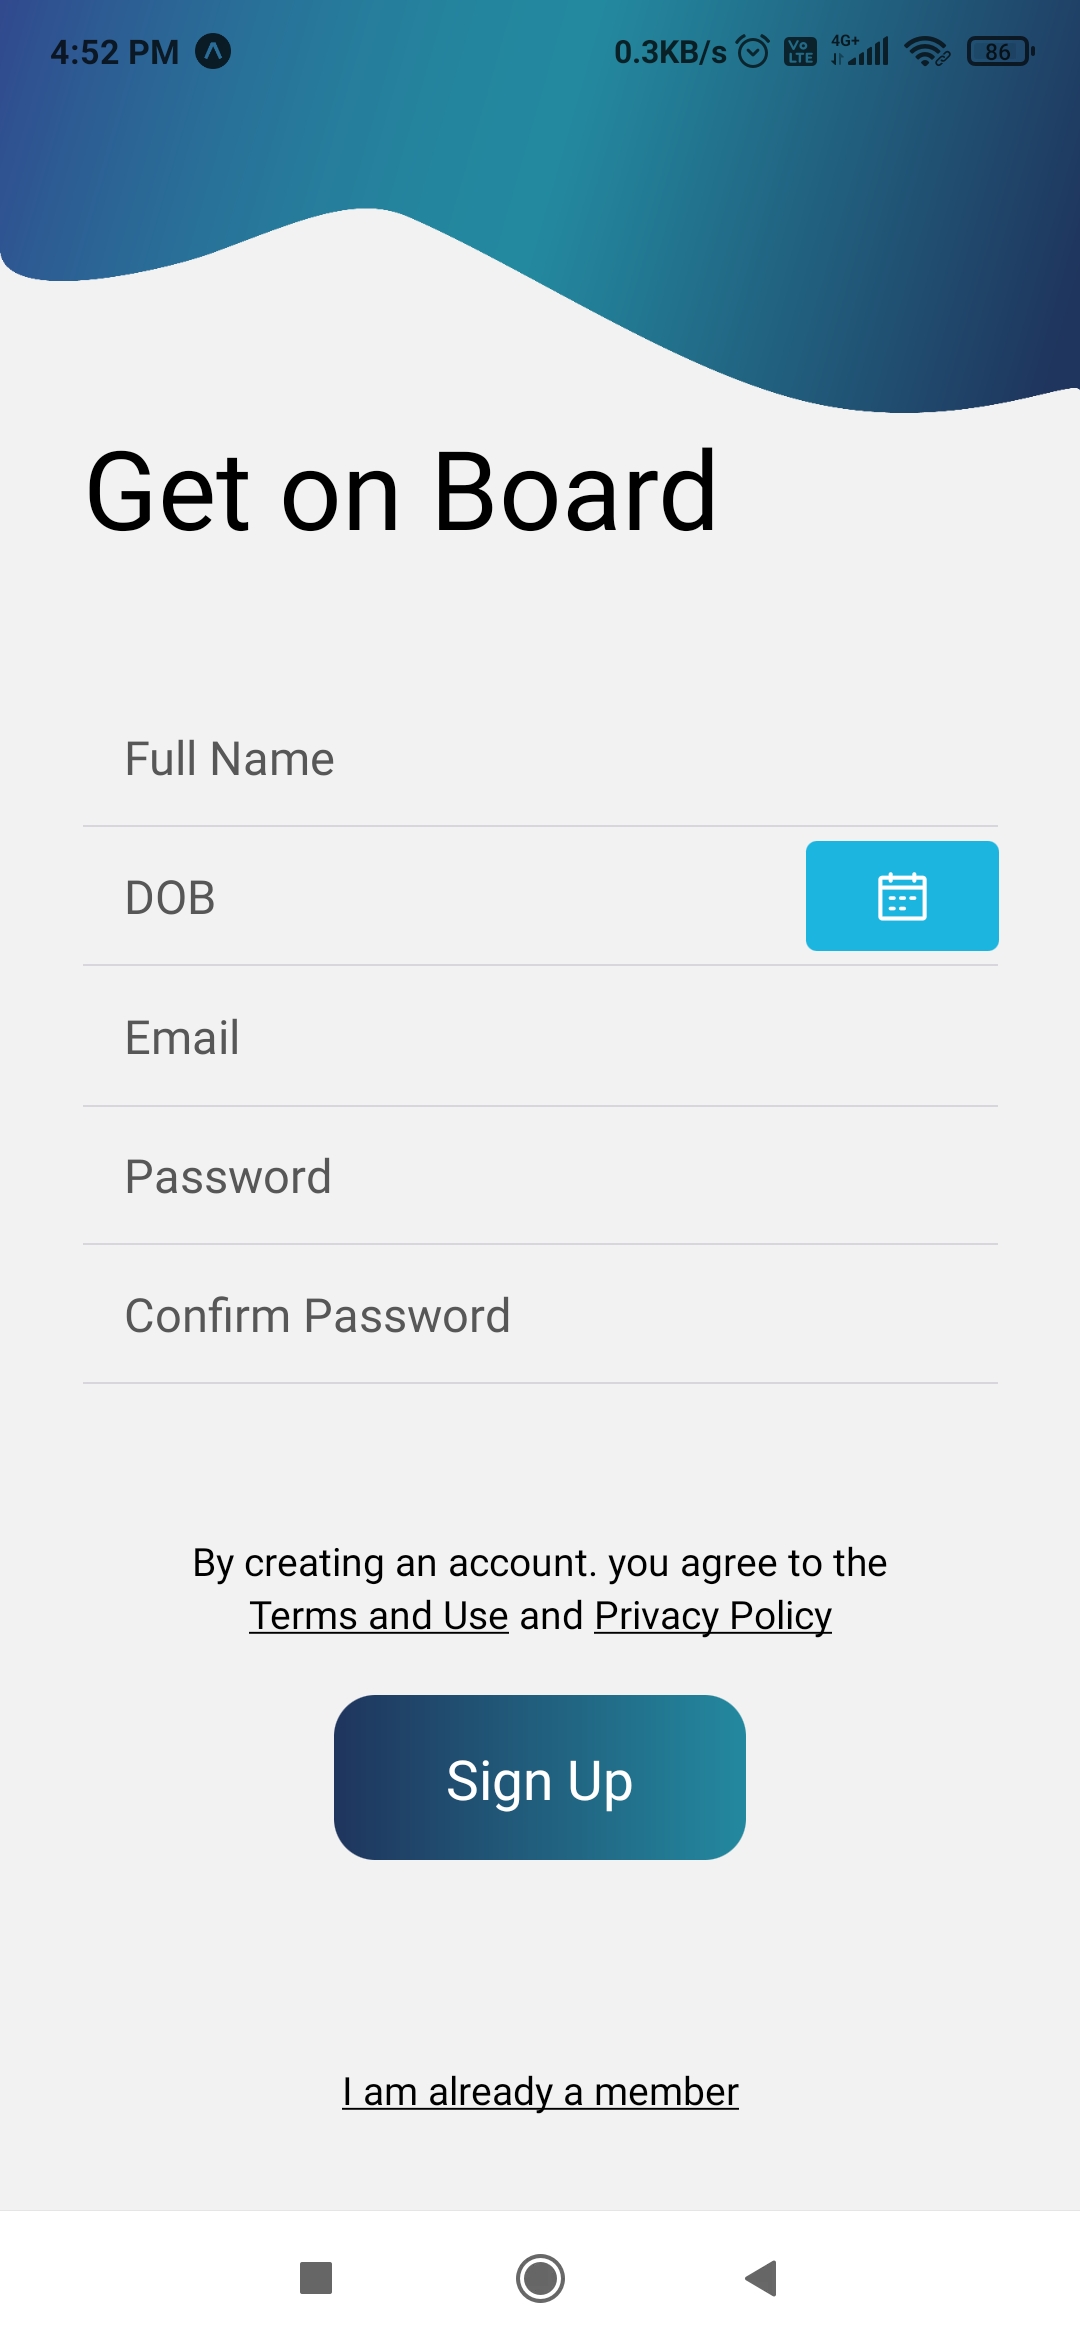 4:52 PM 0.3KB/s Vo LTE 4G+ 86
Get on Board
Full Name
DOB
Email
Password
Confirm Password
By creating an account. you agree to the
Terms and Use and Privacy Policy
Sign Up
I am already a member